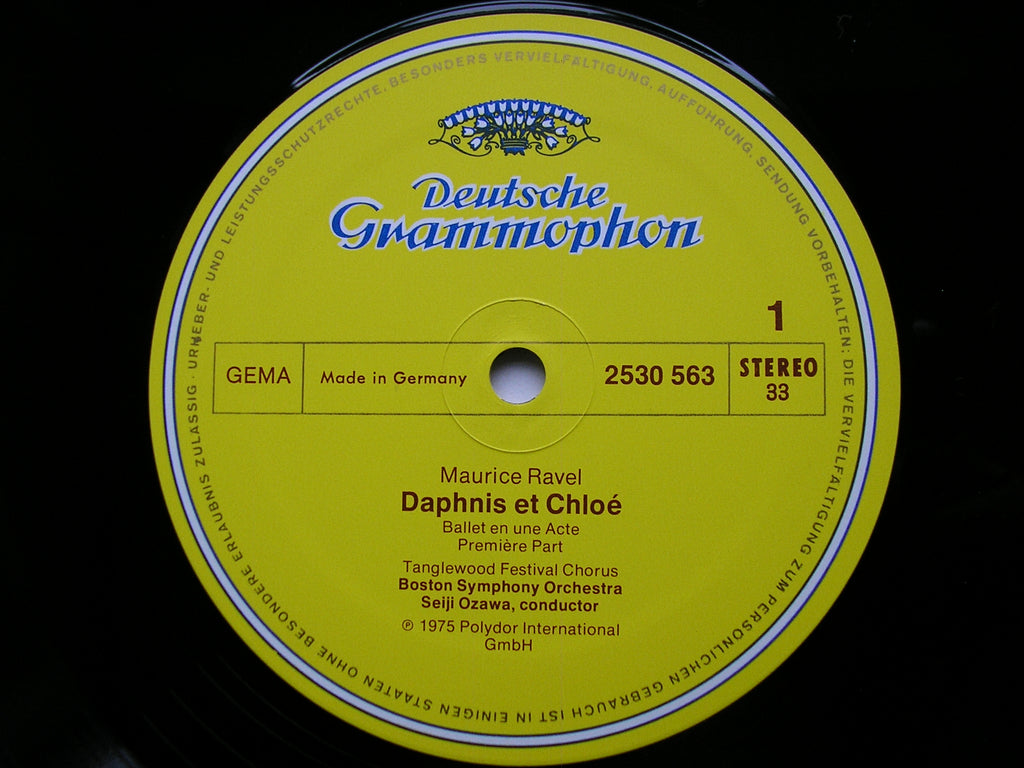 URHEBER- UND LEISTUNGSSCHUTZRECHTE, BESONDERS VERVIELFÄLTIGUNG, AUFFÜHRUNG, SENDUNG VORBEHALTEN; DIE VERVIELFÄLTIGUNG ZUM PERSÖNLICHEN GEBRAUCH IST IN EINIGEN STAATEN OHNE BESONDERE ERLAUBNIS ZULÄSSIG ·
Deutsche
Grammophon
1
GEMA
Made in Germany
2530 563
STEREO
33
Maurice Ravel
Daphnis et Chloé
Ballet en une Acte
Première Part
Tanglewood Festival Chorus
Boston Symphony Orchestra
Seiji Ozawa, conductor
℗ 1975 Polydor International
GmbH